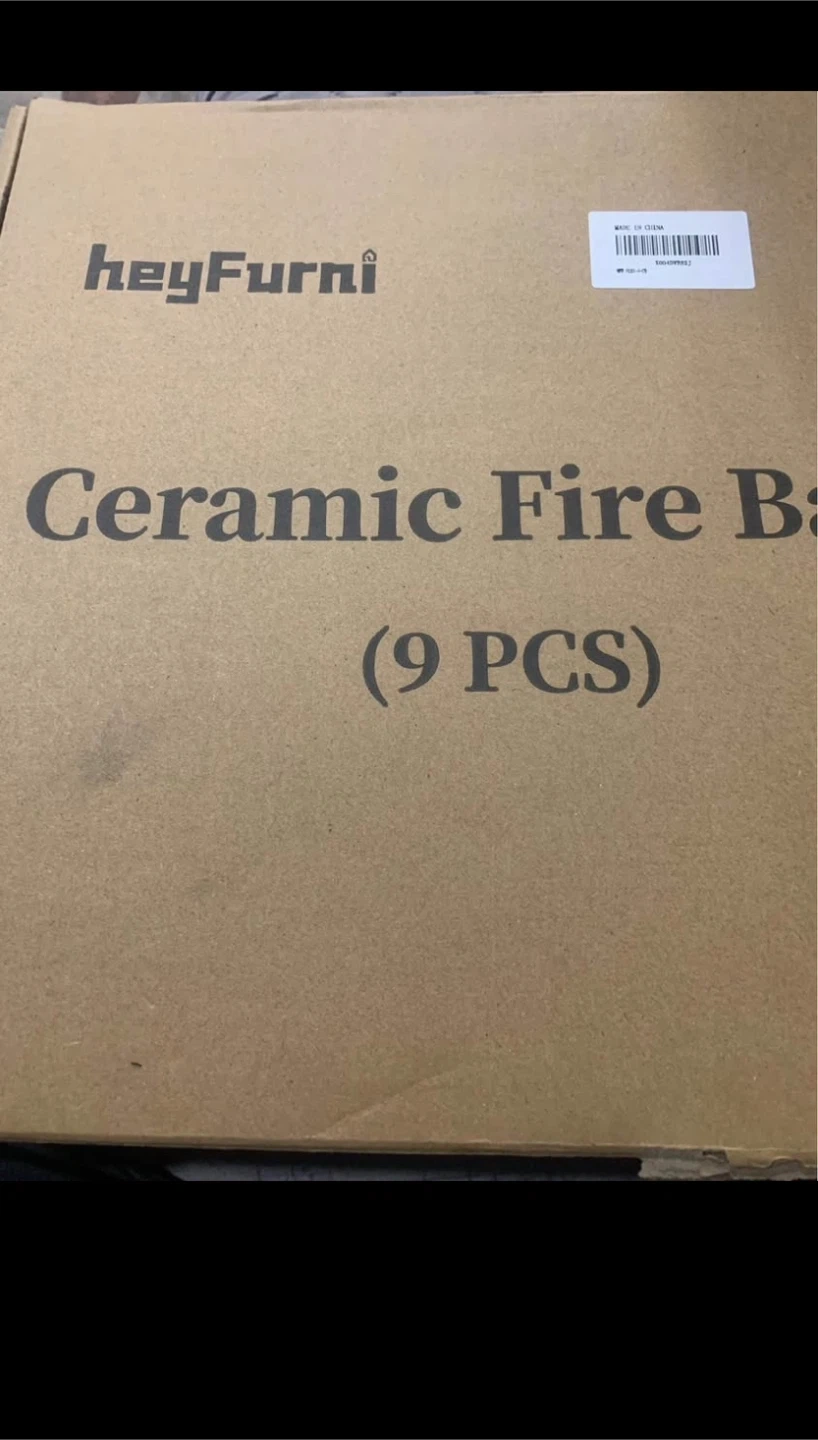 heyFurni
MADE IN CHINA
Ceramic Fire Ba
(9 PCS)